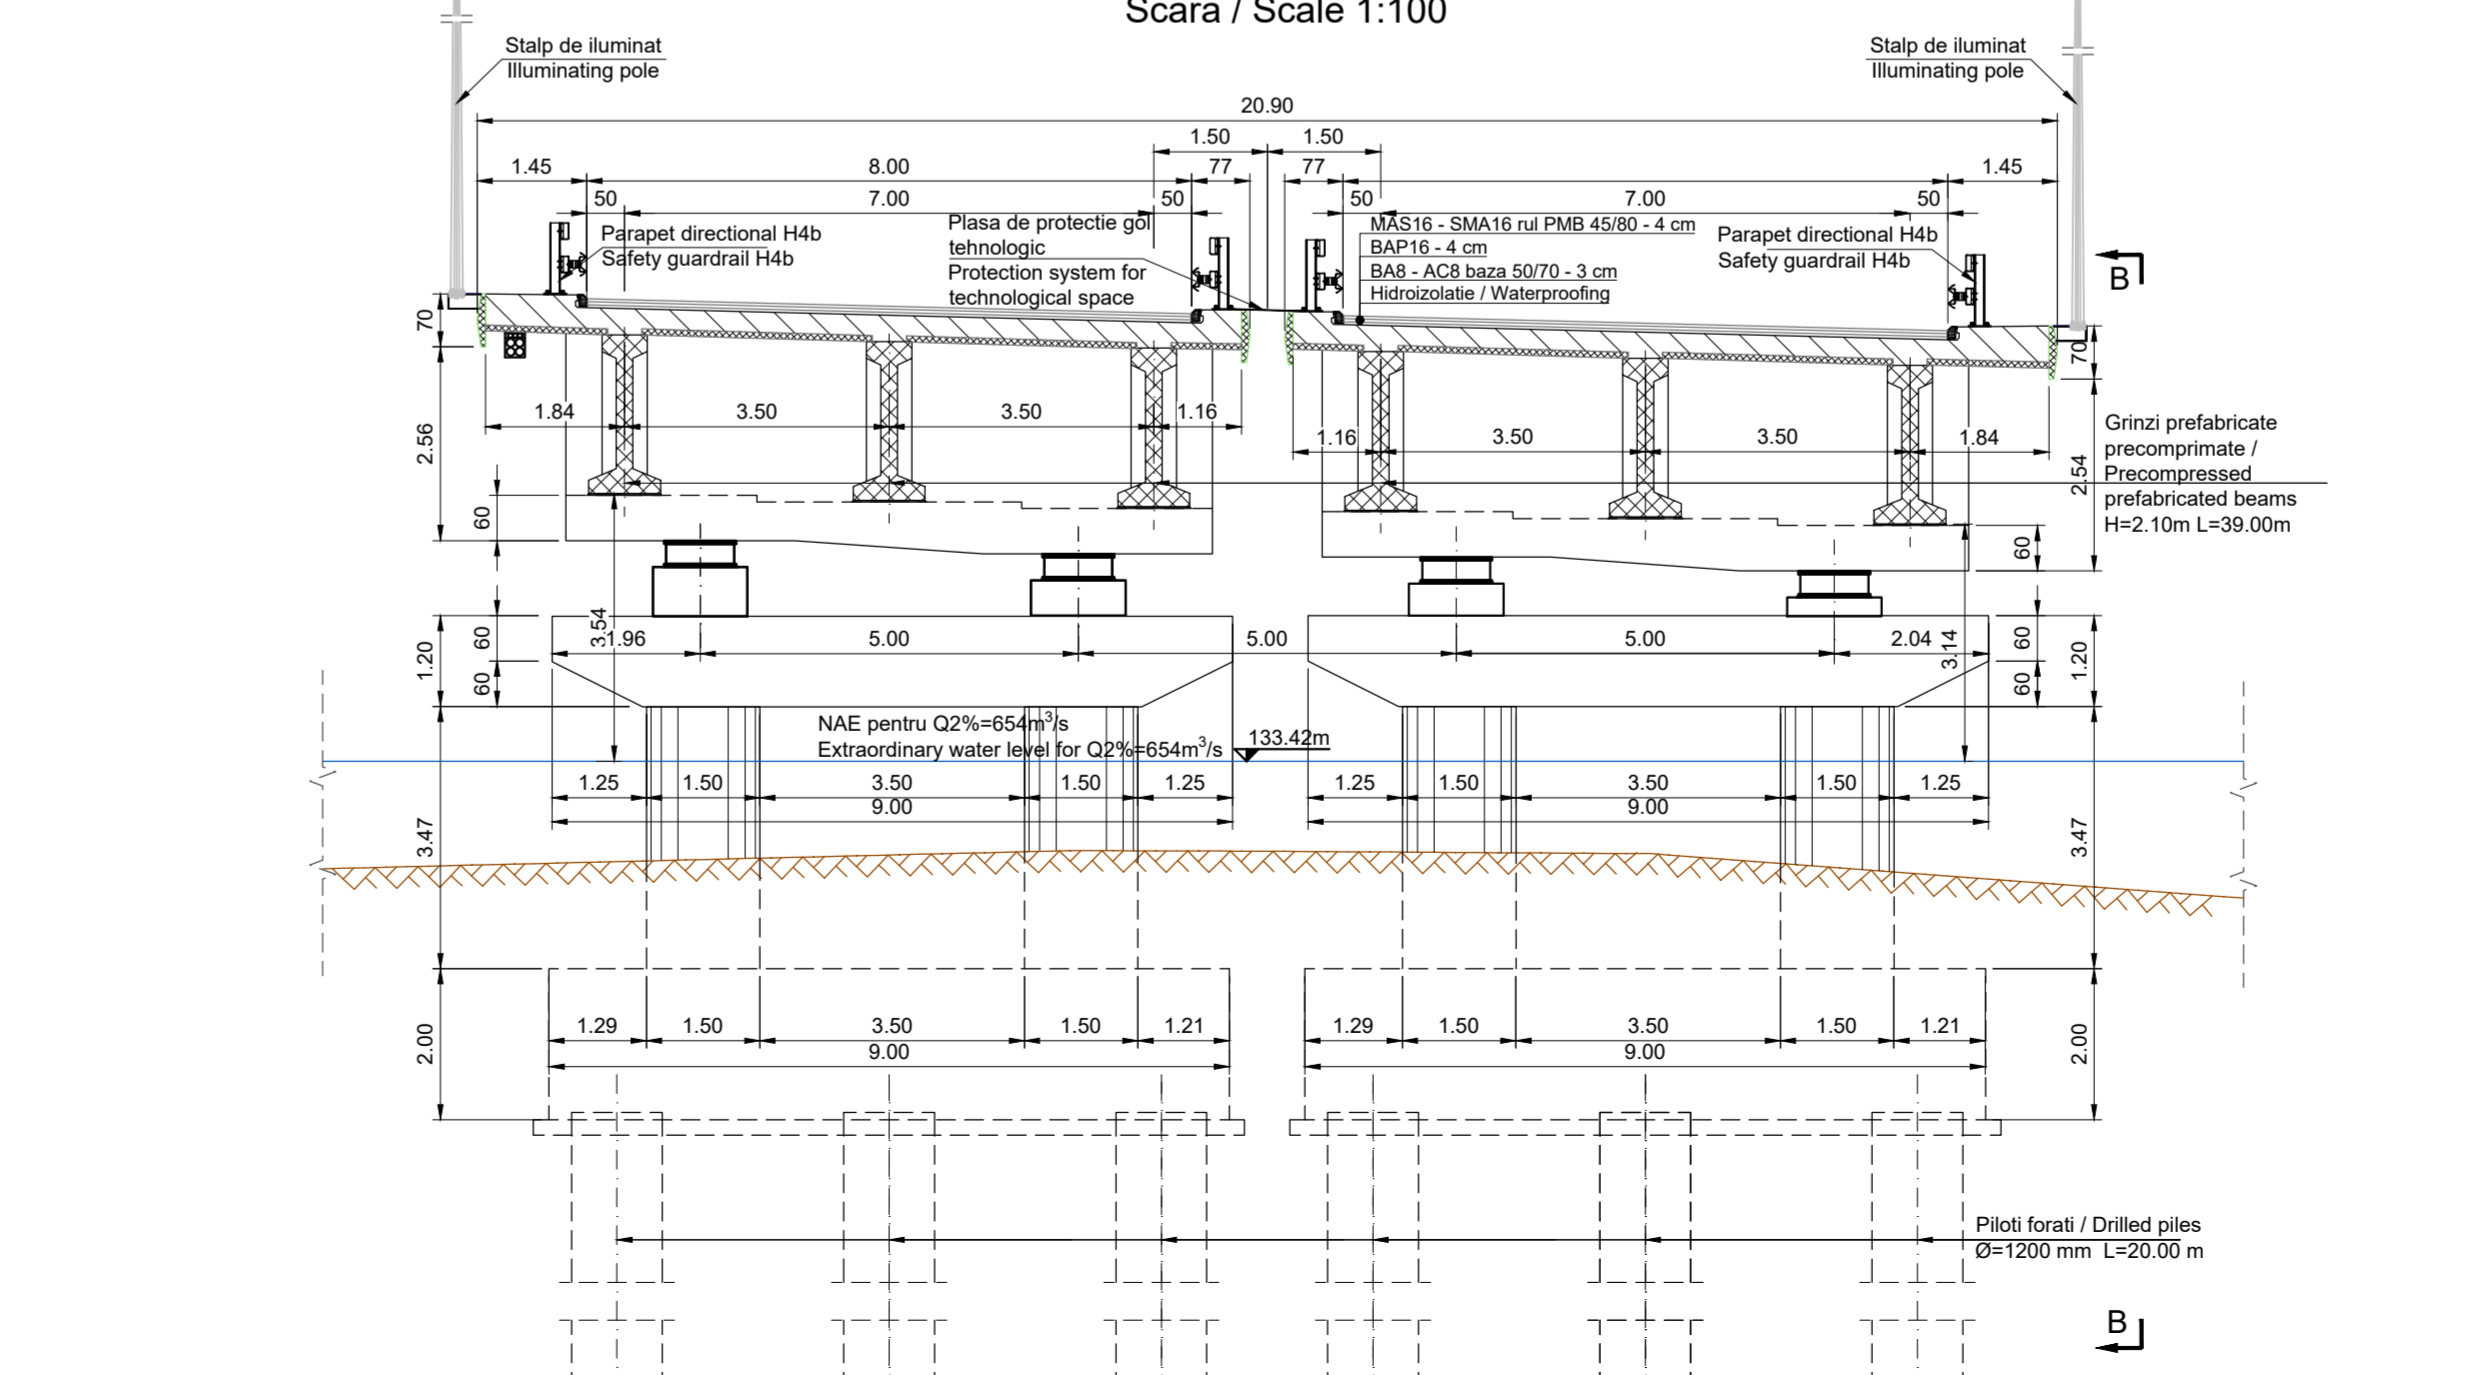 Scara / Scale 1:100
Stalp de iluminat
Illuminating pole
Stalp de iluminat
Illuminating pole
20.90
1.50 1.50
1.45 8.00 77 77 1.45
50 7.00 50 50 7.00 50
Parapet directional H4b
Safety guardrail H4b
Plasa de protectie gol
tehnologic
Protection system for
technological space
MAS16 - SMA16 rul PMB 45/80 - 4 cm
BAP16 - 4 cm
BA8 - AC8 baza 50/70 - 3 cm
Hidroizolatie / Waterproofing
Parapet directional H4b
Safety guardrail H4b
B
70
70
1.84 3.50 3.50 1.16
1.16 3.50 3.50 1.84
2.56
2.54
Grinzi prefabricate
precomprimate /
Precompressed
prefabricated beams
H=2.10m L=39.00m
60
60
3.54
1.96 5.00 5.00 5.00 2.04
3.14
1.20
60
60
60
60
1.20
NAE pentru Q2%=654m³/s
Extraordinary water level for Q2%=654m³/s
133.42m
1.25 1.50 3.50 1.50 1.25
9.00
1.25 1.50 3.50 1.50 1.25
9.00
3.47
3.47
1.29 1.50 3.50 1.50 1.21
9.00
1.29 1.50 3.50 1.50 1.21
9.00
2.00
2.00
Piloti forati / Drilled piles
Ø=1200 mm L=20.00 m
B